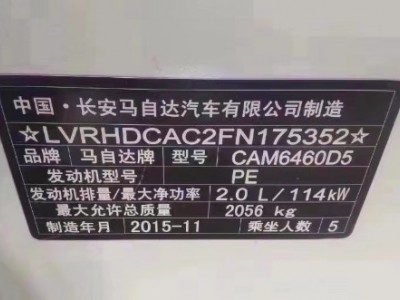 中国·长安马自达汽车有限公司制造
☆LVRHDCAC2FN175352☆
品牌 马自达牌 型号 CAM6460D5
发动机型号 PE
发动机排量/最大净功率 2.0 L/114kW
最大允许总质量 2056 kg
制造年月 2015-11 乘坐人数 5